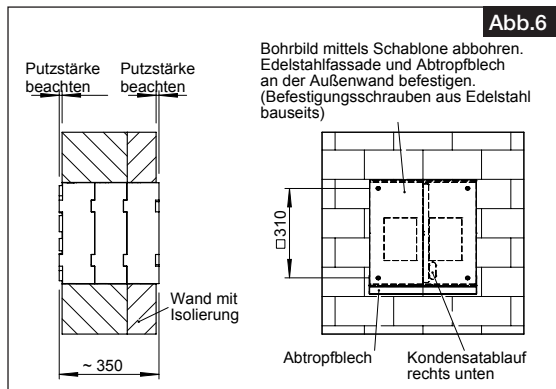 Abb.6
Bohrbild mittels Schablone abbohren.
Edelstahlfassade und Abtropfblech
an der Außenwand befestigen.
(Befestigungsschrauben aus Edelstahl
bauseits)
Putzstärke
beachten
Putzstärke
beachten
□310
Wand mit
Isolierung
~ 350
Abtropfblech
Kondensatablauf
rechts unten